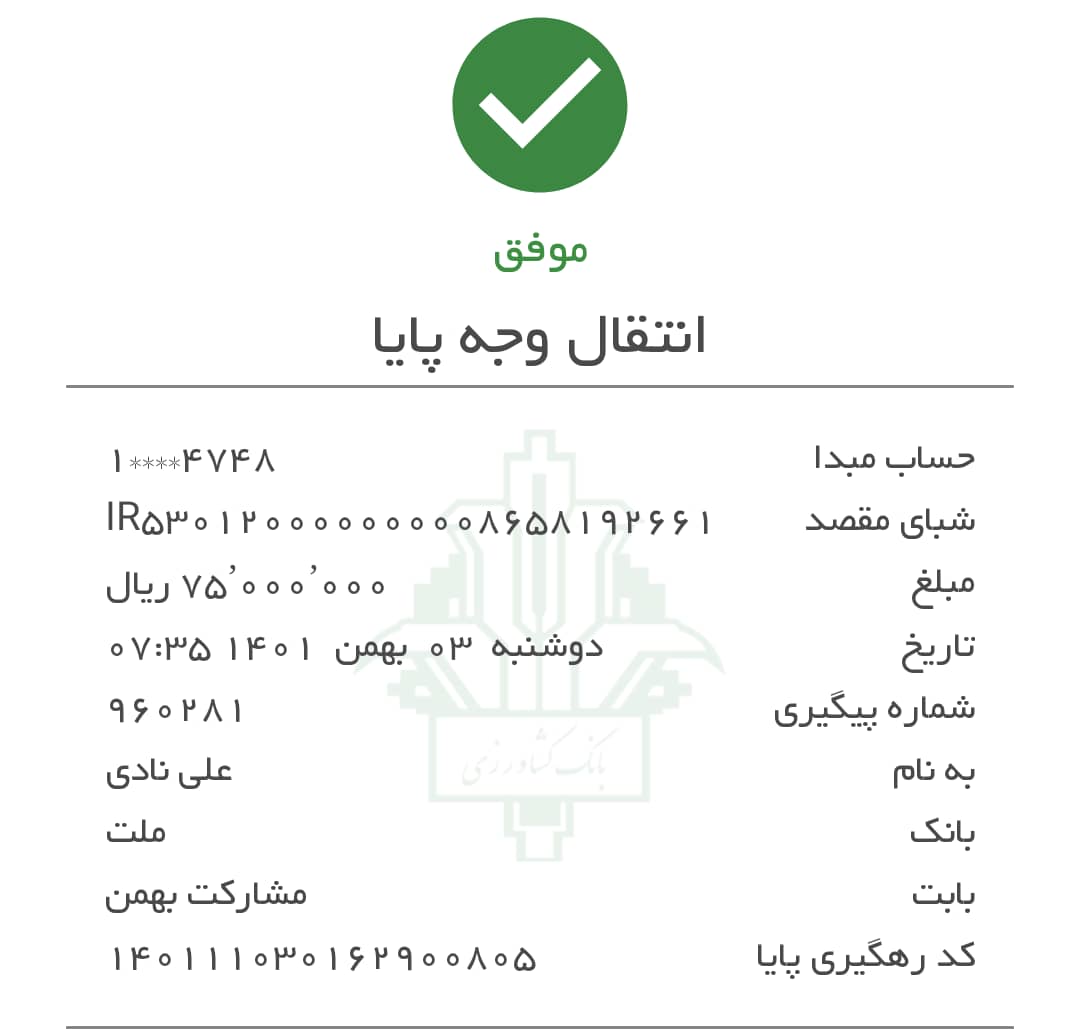 موفق
انتقال وجه پایا
حساب مبدا ۱****۴۷۴۸
شبای مقصد IR۵۳۰۱۲۰۰۰۰۰۰۰۰۰۰۸۶۵۸۱۹۲۶۶۱
مبلغ ۷۵٬۰۰۰٬۰۰۰ ریال
تاریخ دوشنبه ۰۳ بهمن ۱۴۰۱ ۰۷:۳۵
شماره پیگیری ۹۶۰۲۸۱
به نام علی نادی
بانک کشاورزی
بانک ملت
بابت مشارکت بهمن
کد رهگیری پایا ۱۴۰۱۱۱۰۳۰۱۶۲۹۰۰۸۰۵